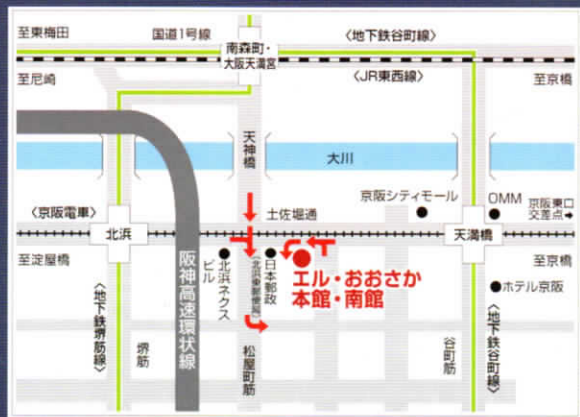 至東梅田
国道1号線
南森町・
大阪天満宮
〈地下鉄谷町線〉
至尼崎
〈JR東西線〉
至京橋
天神橋
大川
京阪シティモール
OMM
京阪東口
交差点➔
〈京阪電車〉
北浜
土佐堀通
天満橋
至淀屋橋
阪神高速環状線
北浜ネクス
ビル
日本郵政
(北浜東郵便局)
エル・おおさか
本館・南館
至京橋
ホテル京阪
〈地下鉄堺筋線〉
堺筋
松屋町筋
谷町筋
〈地下鉄谷町線〉